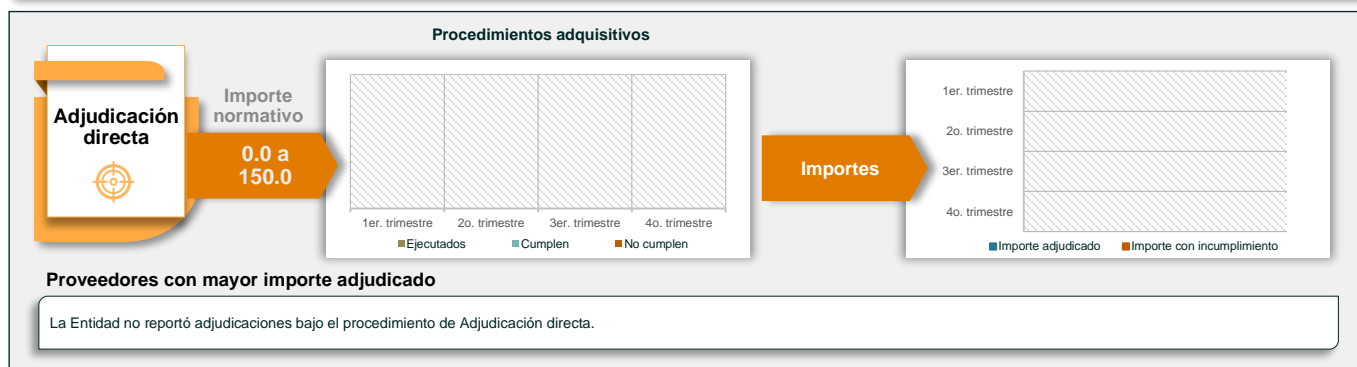 Procedimientos adquisitivos
Adjudicación
directa
Importe
normativo
0.0 a
150.0
1er. trimestre
2o. trimestre
3er. trimestre
4o. trimestre
Ejecutados
Cumplen
No cumplen
Importes
1er. trimestre
2o. trimestre
3er. trimestre
4o. trimestre
Importe adjudicado
Importe con incumplimiento
Proveedores con mayor importe adjudicado
La Entidad no reportó adjudicaciones bajo el procedimiento de Adjudicación directa.